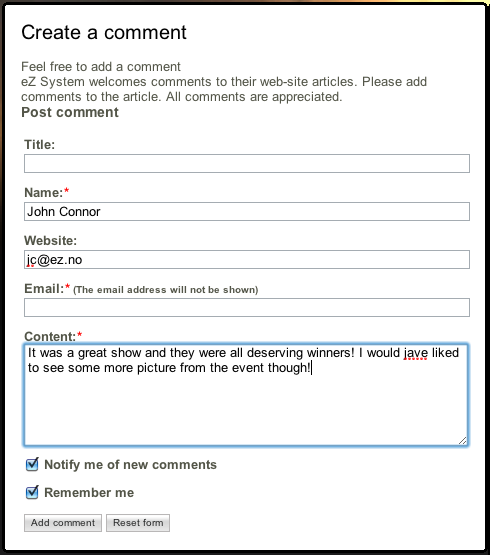 Create a comment
Feel free to add a comment
eZ System welcomes comments to their web-site articles. Please add
comments to the article. All comments are appreciated.
Post comment
Title:
Name:*
John Connor
Website:
jc@ez.no
Email:* (The email address will not be shown)
Content:*
It was a great show and they were all deserving winners! I would jave liked
to see some more picture from the event though!
Notify me of new comments
Remember me
Add comment Reset form